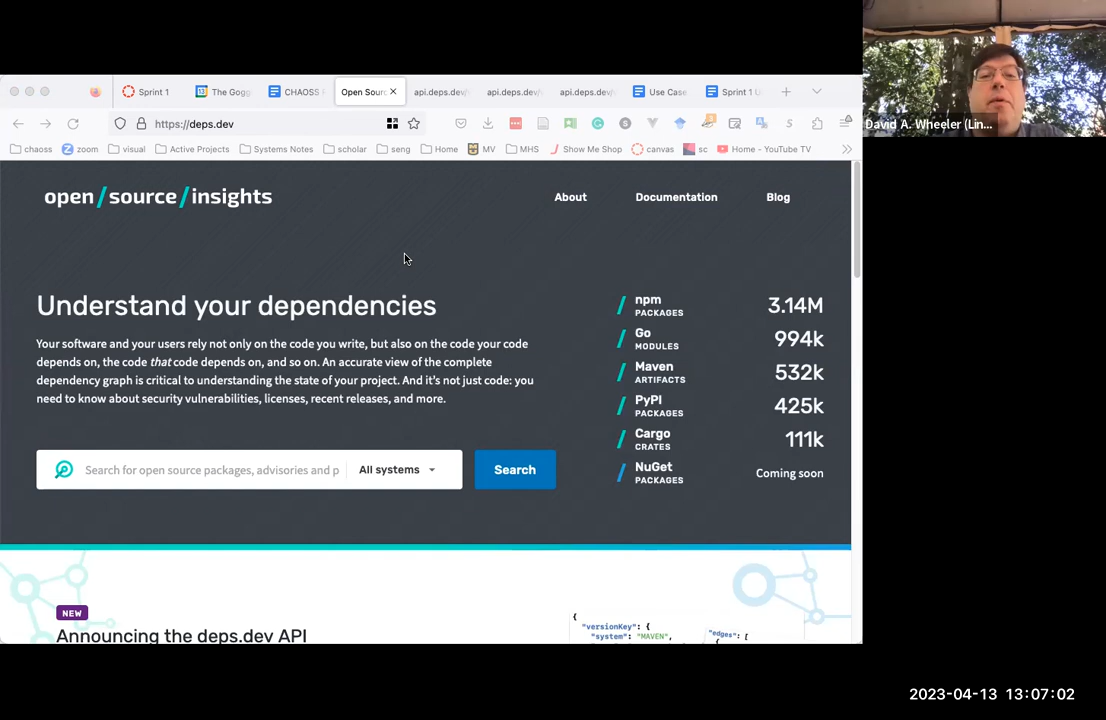 David A. Wheeler (Lin...
Sprint 1
The Gogg
CHAOSS
Open Sour
api.deps.dev/
api.deps.dev/
api.deps.dev/
Use Case
Sprint 1 U
https://deps.dev
chaoss
zoom
visual
Active Projects
Systems Notes
scholar
seng
Home
MV
MHS
Show Me Shop
canvas
sc
Home - YouTube TV
open/source/insights
About
Documentation
Blog
Understand your dependencies
Your software and your users rely not only on the code you write, but also on the code your code
depends on, the code that code depends on, and so on. An accurate view of the complete
dependency graph is critical to understanding the state of your project. And it's not just code: you
need to know about security vulnerabilities, licenses, recent releases, and more.
Search for open source packages, advisories and p
All systems
Search
npm
PACKAGES
3.14M
Go
MODULES
994k
Maven
ARTIFACTS
532k
PyPI
PACKAGES
425k
Cargo
CRATES
111k
NuGet
PACKAGES
Coming soon
NEW
Announcing the deps.dev API
{
"versionKey": {
"system": "MAVEN",
"edges": [
{
2023-04-13 13:07:02